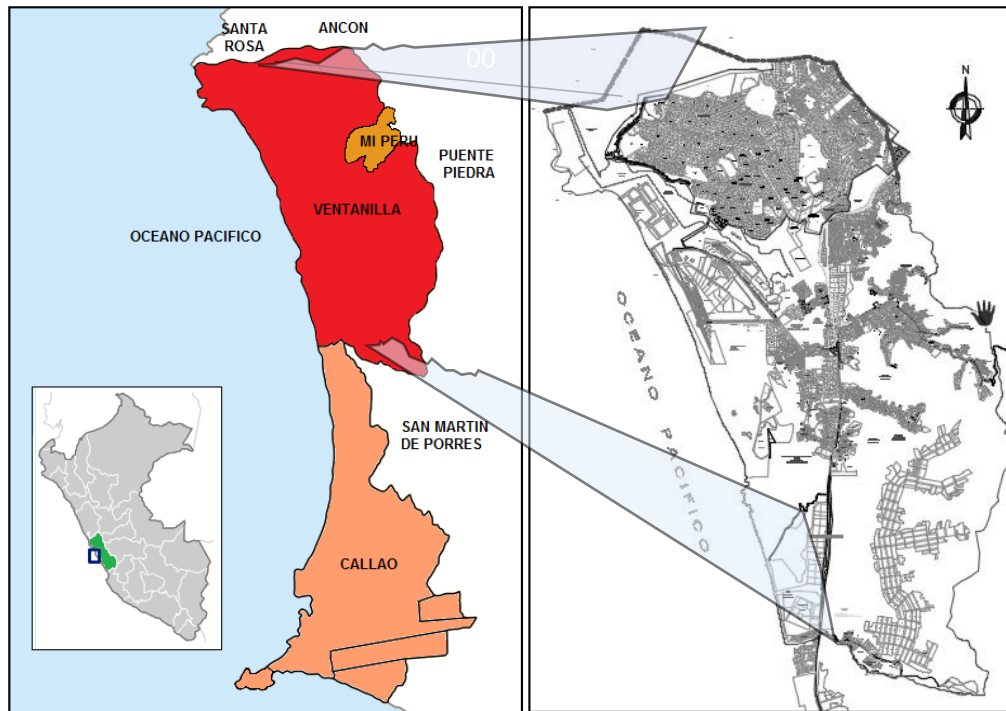 SANTA
ROSA
ANCON
00
MI PERU
PUENTE
PIEDRA
VENTANILLA
OCEANO PACIFICO
SAN MARTIN
DE PORRES
CALLAO
N
OCEANO PACIFICO